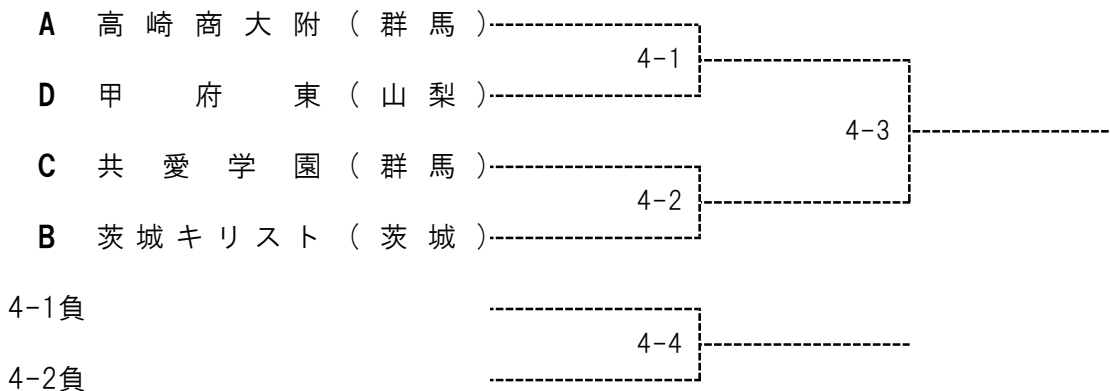 A 高崎商大附(群馬)
4-1
D 甲府東(山梨)
4-3
C 共愛学園(群馬)
4-2
B 茨城キリスト(茨城)
4-1負
4-4
4-2負